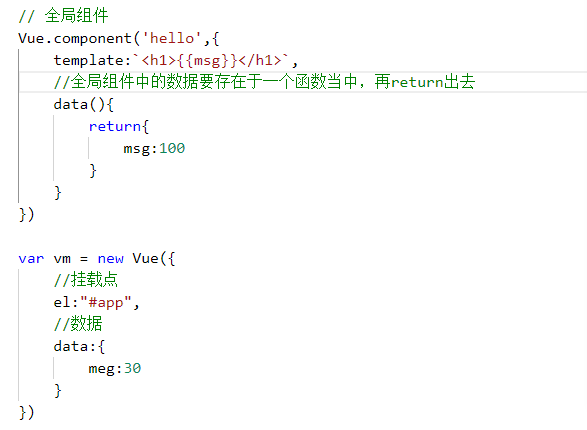 // 全局组件
Vue.component('hello',{
template:`<h1>{{msg}}</h1>`,
//全局组件中的数据要存在于一个函数当中，再return出去
data(){
return{
msg:100
}
}
})
var vm = new Vue({
//挂载点
el:"#app",
//数据
data:{
meg:30
}
})